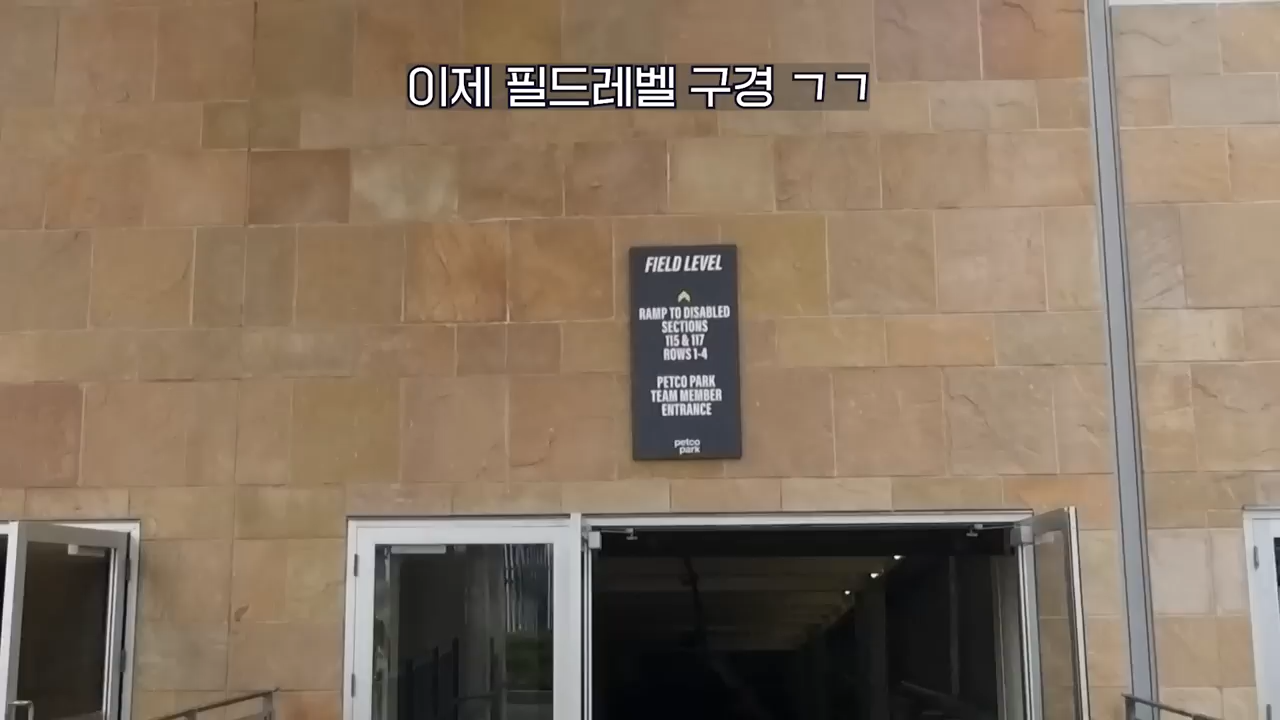 이제 필드레벨 구경 ㄱㄱ
FIELD LEVEL
RAMP TO DISABLED
SECTIONS
115 & 117
ROWS 1-4
PETCO PARK
TEAM MEMBER
ENTRANCE
petco
park